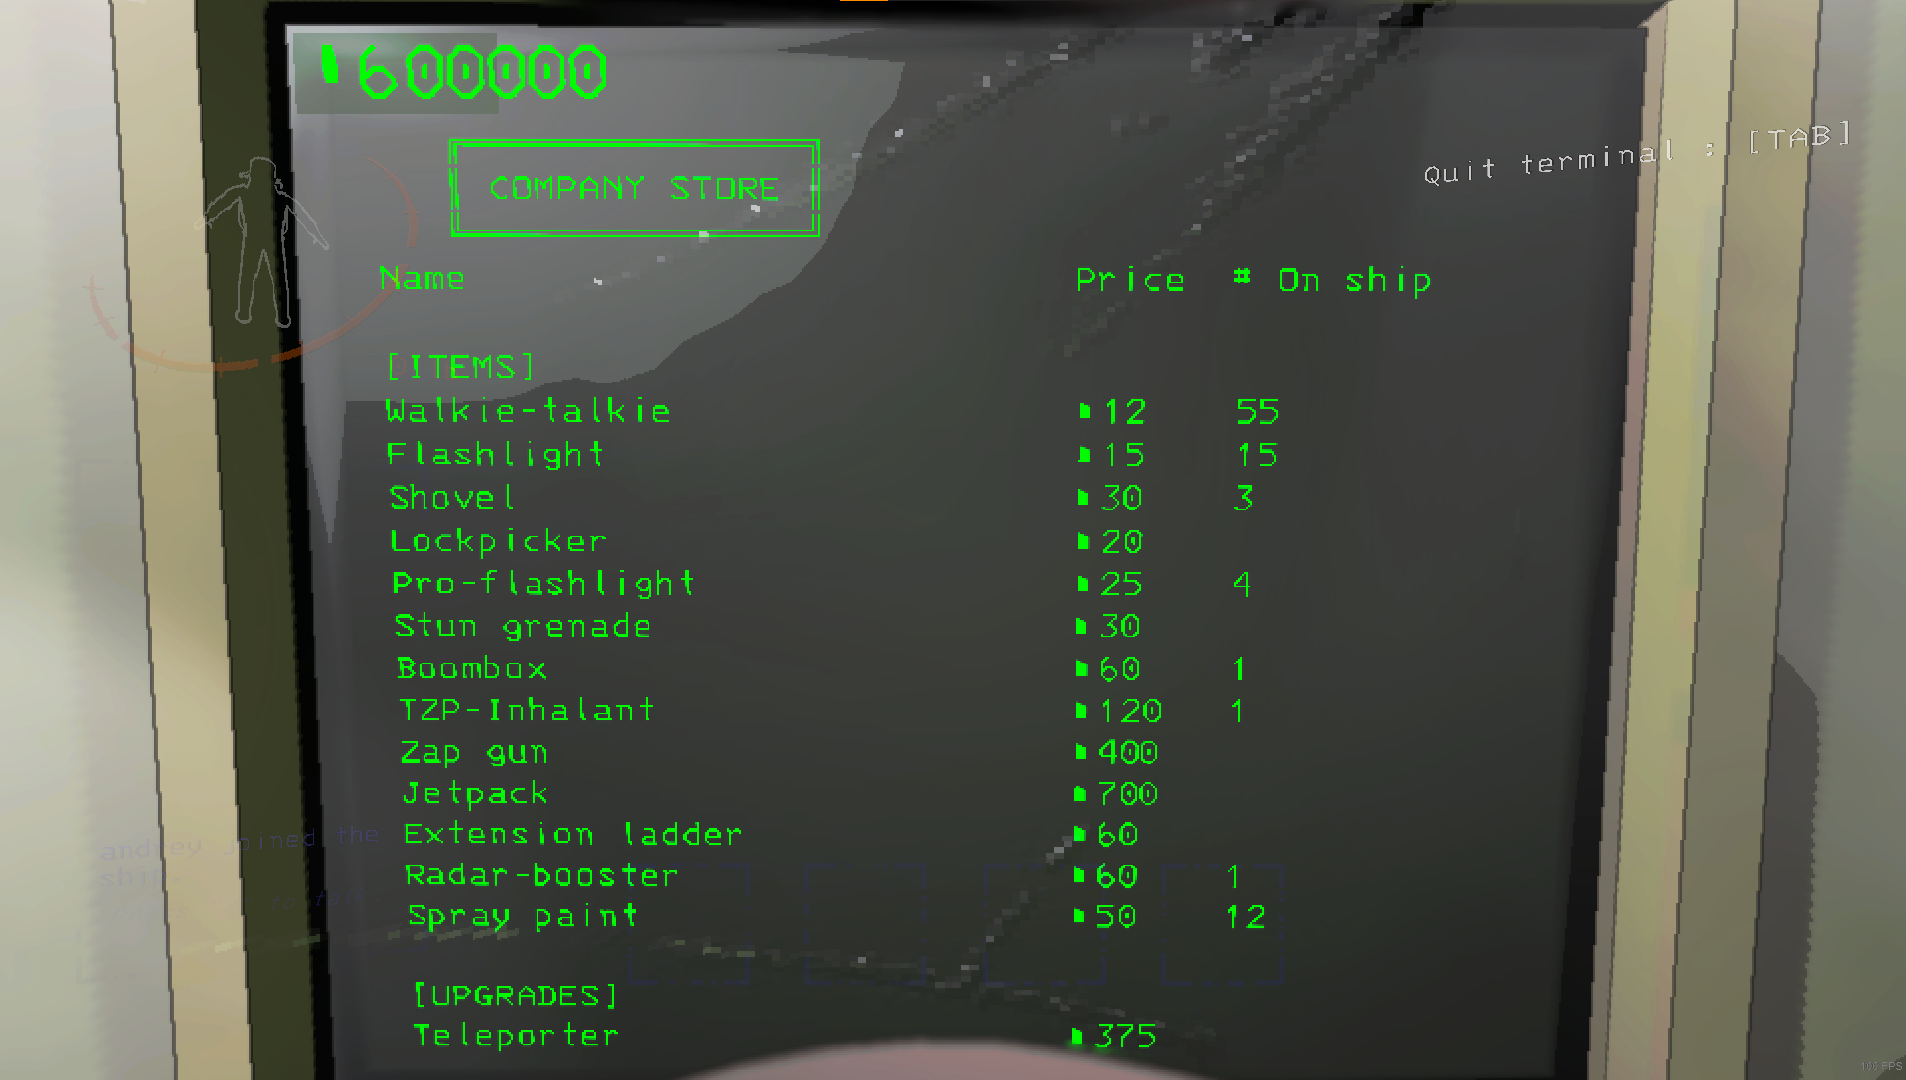 600000
COMPANY STORE
Quit terminal : [TAB]
Name Price # On ship
[ITEMS]
Walkie-talkie 12 55
Flashlight 15 15
Shovel 30 3
Lockpicker 20
Pro-flashlight 25 4
Stun grenade 30
Boombox 60 1
TZP-Inhalant 120 1
Zap gun 400
Jetpack 700
Extension ladder 60
andrey joined the
Radar-booster 60 1
ship.
Spray paint 50 12
[UPGRADES]
Teleporter 375
100 FPS